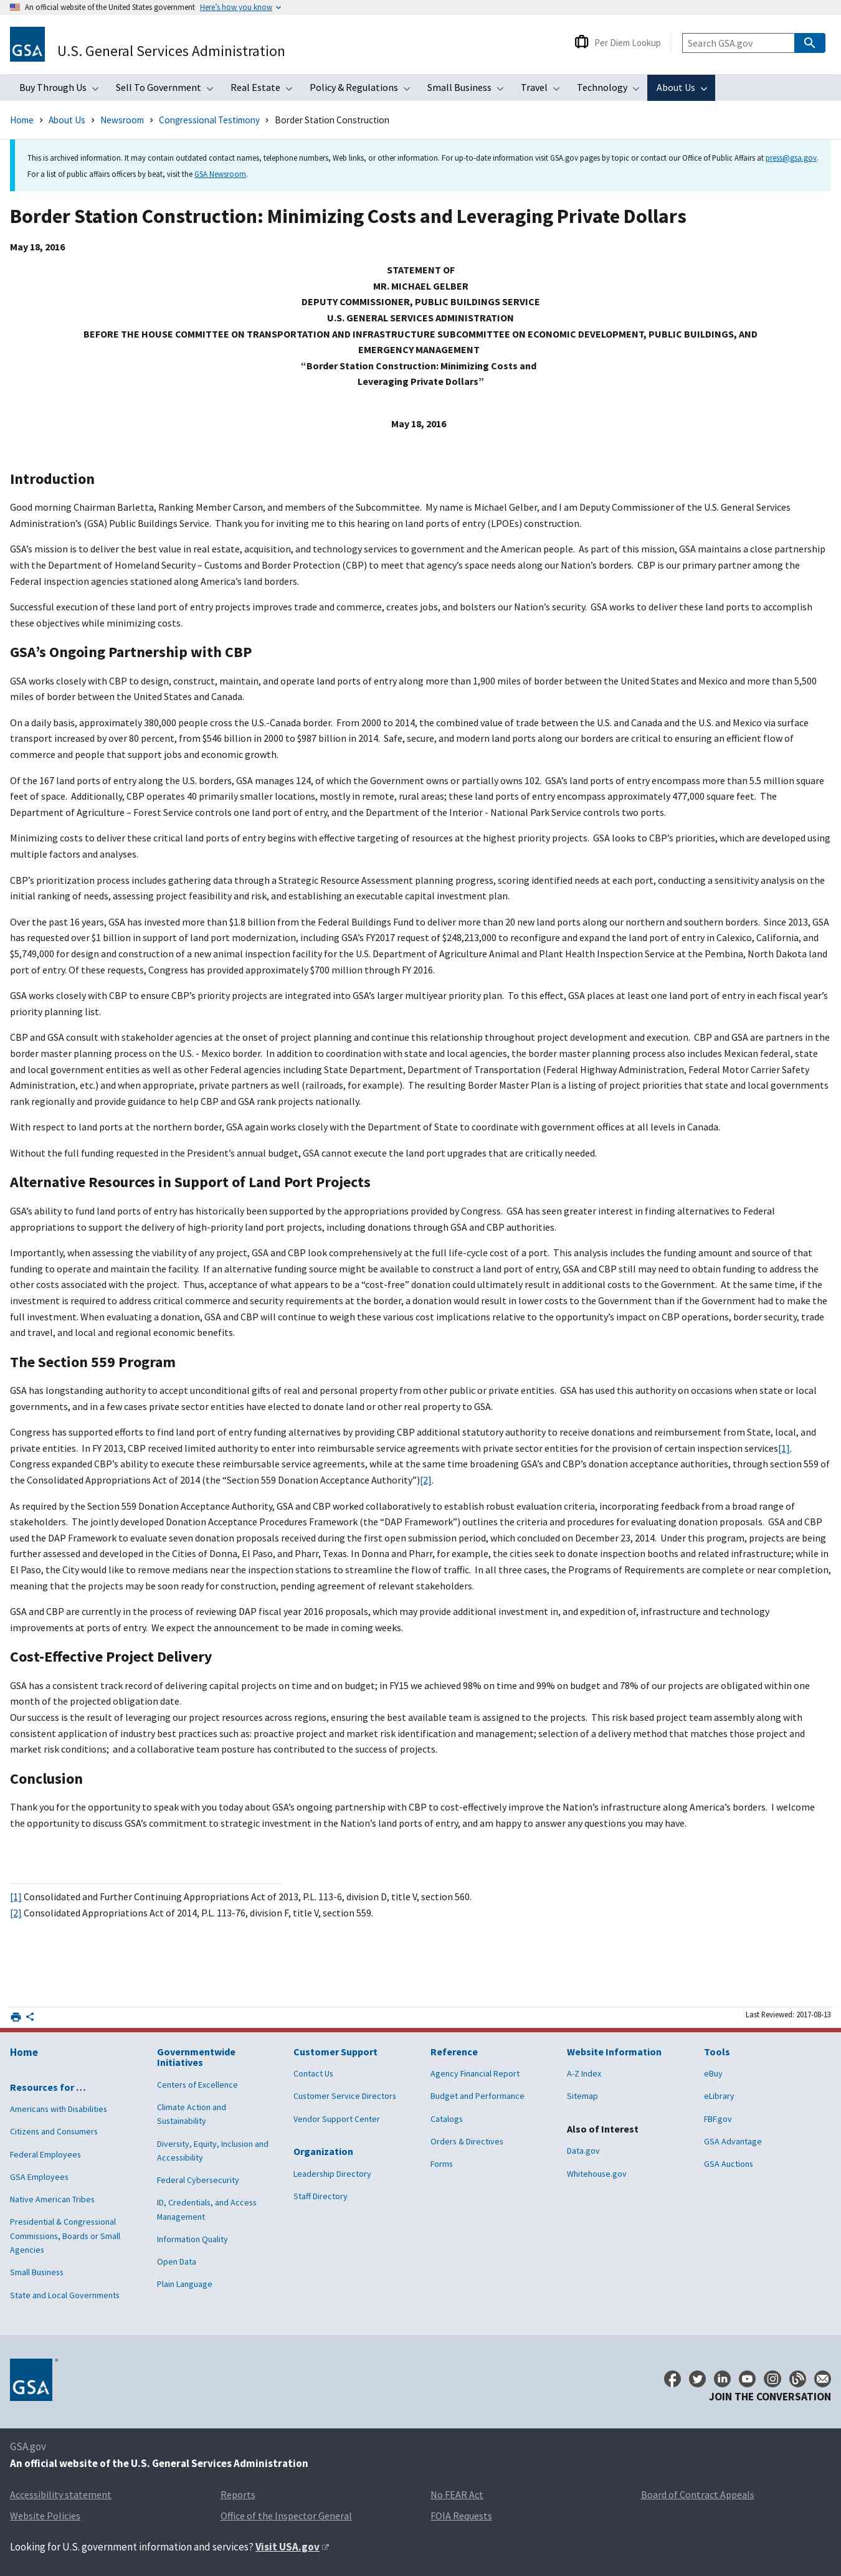 An official website of the United States government Here's how you know
GSA
U.S. General Services Administration
Per Diem Lookup
Search GSA.gov
Buy Through Us
Sell To Government
Real Estate
Policy & Regulations
Small Business
Travel
Technology
About Us
Home > About Us > Newsroom > Congressional Testimony > Border Station Construction
This is archived information. It may contain outdated contact names, telephone numbers, Web links, or other information. For up-to-date information visit GSA.gov pages by topic or contact our Office of Public Affairs at press@gsa.gov.
For a list of public affairs officers by beat, visit the GSA Newsroom.
Border Station Construction: Minimizing Costs and Leveraging Private Dollars
May 18, 2016
STATEMENT OF
MR. MICHAEL GELBER
DEPUTY COMMISSIONER, PUBLIC BUILDINGS SERVICE
U.S. GENERAL SERVICES ADMINISTRATION
BEFORE THE HOUSE COMMITTEE ON TRANSPORTATION AND INFRASTRUCTURE SUBCOMMITTEE ON ECONOMIC DEVELOPMENT, PUBLIC BUILDINGS, AND
EMERGENCY MANAGEMENT
“Border Station Construction: Minimizing Costs and
Leveraging Private Dollars”
May 18, 2016
Introduction
Good morning Chairman Barletta, Ranking Member Carson, and members of the Subcommittee. My name is Michael Gelber, and I am Deputy Commissioner of the U.S. General Services
Administration’s (GSA) Public Buildings Service. Thank you for inviting me to this hearing on land ports of entry (LPOEs) construction.
GSA’s mission is to deliver the best value in real estate, acquisition, and technology services to government and the American people. As part of this mission, GSA maintains a close partnership
with the Department of Homeland Security – Customs and Border Protection (CBP) to meet that agency’s space needs along our Nation’s borders. CBP is our primary partner among the
Federal inspection agencies stationed along America’s land borders.
Successful execution of these land port of entry projects improves trade and commerce, creates jobs, and bolsters our Nation’s security. GSA works to deliver these land ports to accomplish
these objectives while minimizing costs.
GSA’s Ongoing Partnership with CBP
GSA works closely with CBP to design, construct, maintain, and operate land ports of entry along more than 1,900 miles of border between the United States and Mexico and more than 5,500
miles of border between the United States and Canada.
On a daily basis, approximately 380,000 people cross the U.S.-Canada border. From 2000 to 2014, the combined value of trade between the U.S. and Canada and the U.S. and Mexico via surface
transport increased by over 80 percent, from $546 billion in 2000 to $987 billion in 2014. Safe, secure, and modern land ports along our borders are critical to ensuring an efficient flow of
commerce and people that support jobs and economic growth.
Of the 167 land ports of entry along the U.S. borders, GSA manages 124, of which the Government owns or partially owns 102. GSA’s land ports of entry encompass more than 5.5 million square
feet of space. Additionally, CBP operates 40 primarily smaller locations, mostly in remote, rural areas; these land ports of entry encompass approximately 477,000 square feet. The
Department of Agriculture – Forest Service controls one land port of entry, and the Department of the Interior - National Park Service controls two ports.
Minimizing costs to deliver these critical land ports of entry begins with effective targeting of resources at the highest priority projects. GSA looks to CBP’s priorities, which are developed using
multiple factors and analyses.
CBP’s prioritization process includes gathering data through a Strategic Resource Assessment planning progress, scoring identified needs at each port, conducting a sensitivity analysis on the
initial ranking of needs, assessing project feasibility and risk, and establishing an executable capital investment plan.
Over the past 16 years, GSA has invested more than $1.8 billion from the Federal Buildings Fund to deliver more than 20 new land ports along our northern and southern borders. Since 2013, GSA
has requested over $1 billion in support of land port modernization, including GSA’s FY2017 request of $248,213,000 to reconfigure and expand the land port of entry in Calexico, California, and
$5,749,000 for design and construction of a new animal inspection facility for the U.S. Department of Agriculture Animal and Plant Health Inspection Service at the Pembina, North Dakota land
port of entry. Of these requests, Congress has provided approximately $700 million through FY 2016.
GSA works closely with CBP to ensure CBP’s priority projects are integrated into GSA’s larger multiyear priority plan. To this effect, GSA places at least one land port of entry in each fiscal year’s
priority planning list.
CBP and GSA consult with stakeholder agencies at the onset of project planning and continue this relationship throughout project development and execution. CBP and GSA are partners in the
border master planning process on the U.S. - Mexico border. In addition to coordination with state and local agencies, the border master planning process also includes Mexican federal, state
and local government entities as well as other Federal agencies including State Department, Department of Transportation (Federal Highway Administration, Federal Motor Carrier Safety
Administration, etc.) and when appropriate, private partners as well (railroads, for example). The resulting Border Master Plan is a listing of project priorities that state and local governments
rank regionally and provide guidance to help CBP and GSA rank projects nationally.
With respect to land ports at the northern border, GSA again works closely with the Department of State to coordinate with government offices at all levels in Canada.
Without the full funding requested in the President’s annual budget, GSA cannot execute the land port upgrades that are critically needed.
Alternative Resources in Support of Land Port Projects
GSA’s ability to fund land ports of entry has historically been supported by the appropriations provided by Congress. GSA has seen greater interest in finding alternatives to Federal
appropriations to support the delivery of high-priority land port projects, including donations through GSA and CBP authorities.
Importantly, when assessing the viability of any project, GSA and CBP look comprehensively at the full life-cycle cost of a port. This analysis includes the funding amount and source of that
funding to operate and maintain the facility. If an alternative funding source might be available to construct a land port of entry, GSA and CBP still may need to obtain funding to address the
other costs associated with the project. Thus, acceptance of what appears to be a “cost-free” donation could ultimately result in additional costs to the Government. At the same time, if the
investment is required to address critical commerce and security requirements at the border, a donation would result in lower costs to the Government than if the Government had to make the
full investment. When evaluating a donation, GSA and CBP will continue to weigh these various cost implications relative to the opportunity’s impact on CBP operations, border security, trade
and travel, and local and regional economic benefits.
The Section 559 Program
GSA has longstanding authority to accept unconditional gifts of real and personal property from other public or private entities. GSA has used this authority on occasions when state or local
governments, and in a few cases private sector entities have elected to donate land or other real property to GSA.
Congress has supported efforts to find land port of entry funding alternatives by providing CBP additional statutory authority to receive donations and reimbursement from State, local, and
private entities. In FY 2013, CBP received limited authority to enter into reimbursable service agreements with private sector entities for the provision of certain inspection services[1].
Congress expanded CBP’s ability to execute these reimbursable service agreements, while at the same time broadening GSA’s and CBP’s donation acceptance authorities, through section 559 of
the Consolidated Appropriations Act of 2014 (the “Section 559 Donation Acceptance Authority”)[2].
As required by the Section 559 Donation Acceptance Authority, GSA and CBP worked collaboratively to establish robust evaluation criteria, incorporating feedback from a broad range of
stakeholders. The jointly developed Donation Acceptance Procedures Framework (the “DAP Framework”) outlines the criteria and procedures for evaluating donation proposals. GSA and CBP
used the DAP Framework to evaluate seven donation proposals received during the first open submission period, which concluded on December 23, 2014. Under this program, projects are being
further assessed and developed in the Cities of Donna, El Paso, and Pharr, Texas. In Donna and Pharr, for example, the cities seek to donate inspection booths and related infrastructure; while in
El Paso, the City would like to remove medians near the inspection stations to streamline the flow of traffic. In all three cases, the Programs of Requirements are complete or near completion,
and the projects may be soon ready for construction, pending agreement of relevant stakeholders.
GSA and CBP are currently in the process of reviewing DAP fiscal year 2016 proposals, which may provide additional investment in, and expedition of, infrastructure and technology
improvements at ports of entry. We expect the announcement to be made in coming weeks.
Cost-Effective Project Delivery
GSA has a consistent track record of delivering capital projects on time and on budget; in FY15 we achieved 98% on time and 99% on budget and 78% of our projects are obligated within one
month of the projected obligation date.
Our success is the result of leveraging our project resources across regions, ensuring the best available team is assigned to the projects. This risk based project team assembly along with
consistent application of industry best practices such as: proactive project and market risk identification and management; selection of a delivery method that matches those project and
market risk conditions; and a collaborative team posture has contributed to the success of projects.
Conclusion
Thank you for the opportunity to speak with you today about GSA’s ongoing partnership with CBP to cost-effectively improve the Nation’s infrastructure along America’s borders. I welcome
the opportunity to discuss GSA’s commitment to strategic investment in the Nation’s land ports of entry, and am happy to answer any questions you may have.
[1] Consolidated and Further Continuing Appropriations Act of 2013, P.L. 113-6, division D, title V, section 560.
[2] Consolidated Appropriations Act of 2014, P.L. 113-76, division F, title V, section 559.
Last Reviewed: 2017-08-13
Home
Resources for …
Americans with Disabilities
Citizens and Consumers
Federal Employees
GSA Employees
Native American Tribes
Presidential & Congressional
Commissions, Boards or Small
Agencies
Small Business
State and Local Governments
Governmentwide
Initiatives
Centers of Excellence
Climate Action and
Sustainability
Diversity, Equity, Inclusion and
Accessibility
Federal Cybersecurity
ID, Credentials, and Access
Management
Information Quality
Open Data
Plain Language
Customer Support
Contact Us
Customer Service Directors
Vendor Support Center
Organization
Leadership Directory
Staff Directory
Reference
Agency Financial Report
Budget and Performance
Catalogs
Orders & Directives
Forms
Website Information
A-Z Index
Sitemap
Also of Interest
Data.gov
Whitehouse.gov
Tools
eBuy
eLibrary
FBF.gov
GSA Advantage
GSA Auctions
GSA
JOIN THE CONVERSATION
GSA.gov
An official website of the U.S. General Services Administration
Accessibility statement
Reports
No FEAR Act
Board of Contract Appeals
Website Policies
Office of the Inspector General
FOIA Requests
Looking for U.S. government information and services? Visit USA.gov